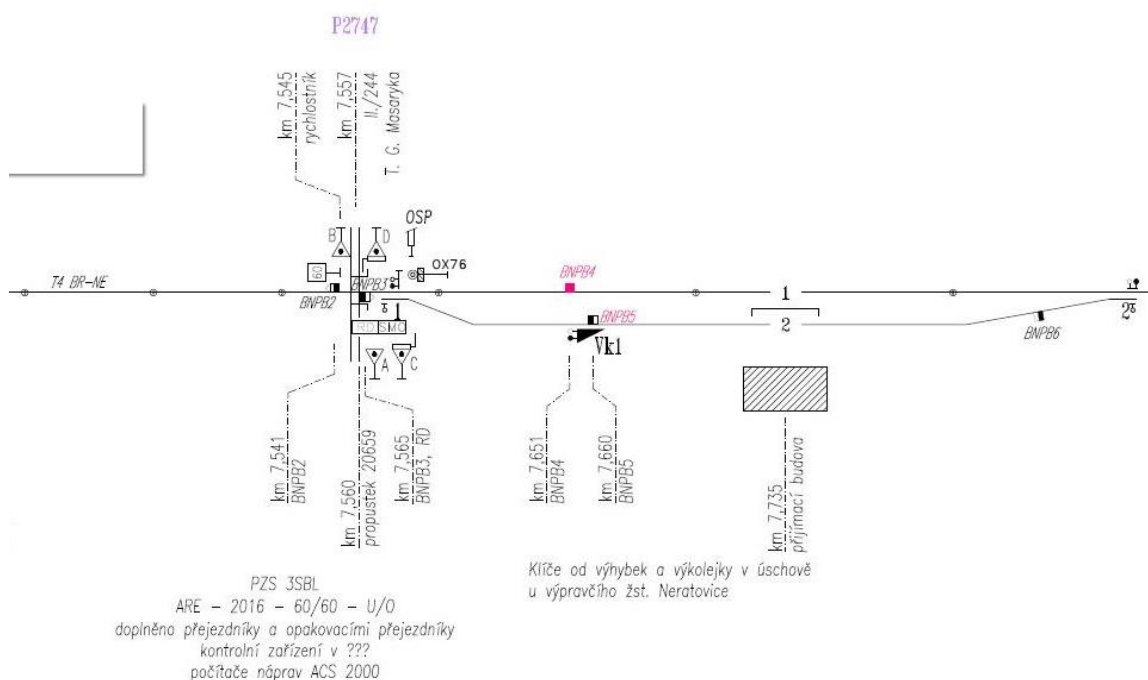 P2747
km 7,545
rychlostník
km 7,557
II./244
T. G. Masaryka
B
D
OSP
60
OX76
T4 BR-NE
BNPB2
BNPB3
BNPB4
1
2
BNPB5
Vk1
BNPB6
2
RD
SMO
A
C
km 7,541
BNPB2
km 7,560
propustek 20659
km 7,565
BNPB3, RD
km 7,651
BNPB4
km 7,660
BNPB5
km 7,735
přijímací budova
Klíče od výhybek a výkolejky v úschově
u výpravčího žst. Neratovice
PZS 3SBL
ARE - 2016 - 60/60 - U/O
doplněno přejezdníky a opakovacími přejezdníky
kontrolní zařízení v ???
počítače náprav ACS 2000